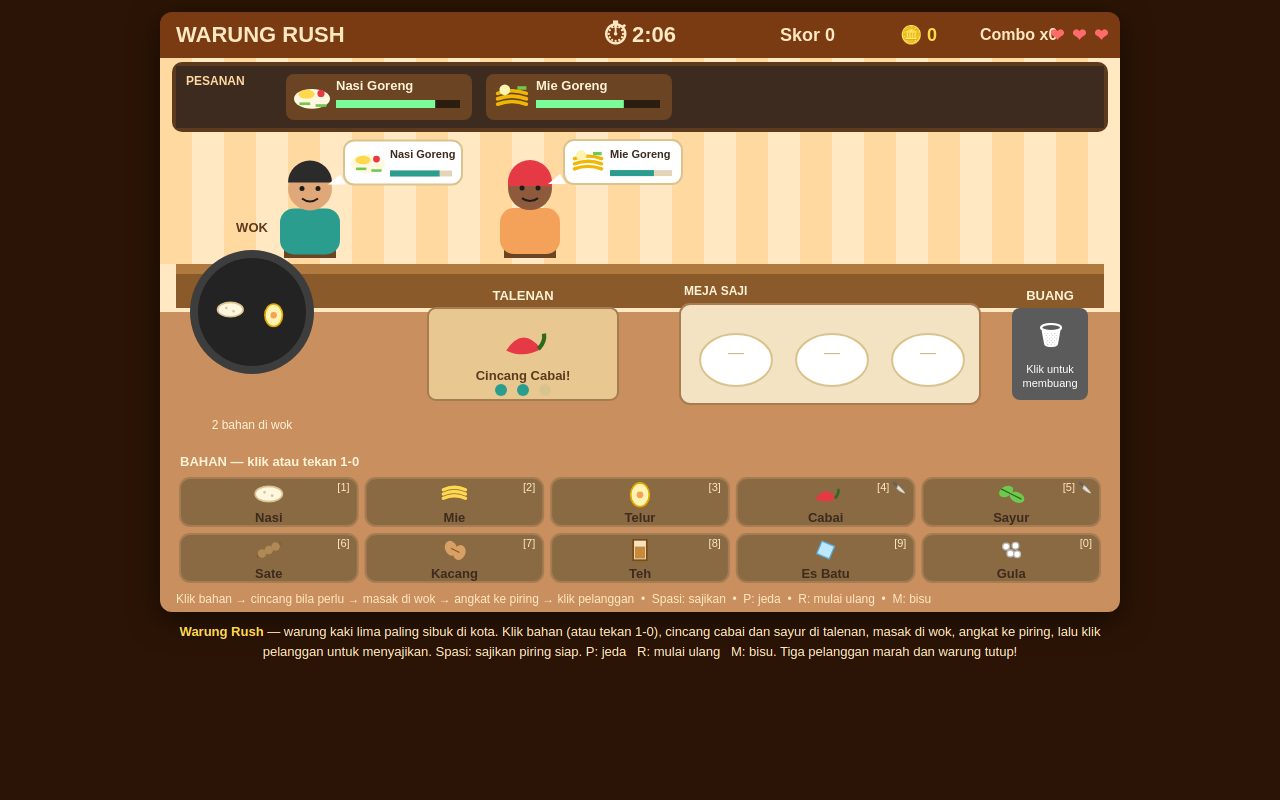 WARUNG RUSH
2:06
Skor 0
0
Combo x0
PESANAN
Nasi Goreng
Mie Goreng
Nasi Goreng
Mie Goreng
WOK
TALENAN
MEJA SAJI
BUANG
Cincang Cabai!
Klik untuk
membuang
2 bahan di wok
BAHAN — klik atau tekan 1-0
[1]
Nasi
[2]
Mie
[3]
Telur
[4]
Cabai
[5]
Sayur
[6]
Sate
[7]
Kacang
[8]
Teh
[9]
Es Batu
[0]
Gula
Klik bahan → cincang bila perlu → masak di wok → angkat ke piring → klik pelanggan • Spasi: sajikan • P: jeda • R: mulai ulang • M: bisu
Warung Rush — warung kaki lima paling sibuk di kota. Klik bahan (atau tekan 1-0), cincang cabai dan sayur di talenan, masak di wok, angkat ke piring, lalu klik
pelanggan untuk menyajikan. Spasi: sajikan piring siap. P: jeda R: mulai ulang M: bisu. Tiga pelanggan marah dan warung tutup!